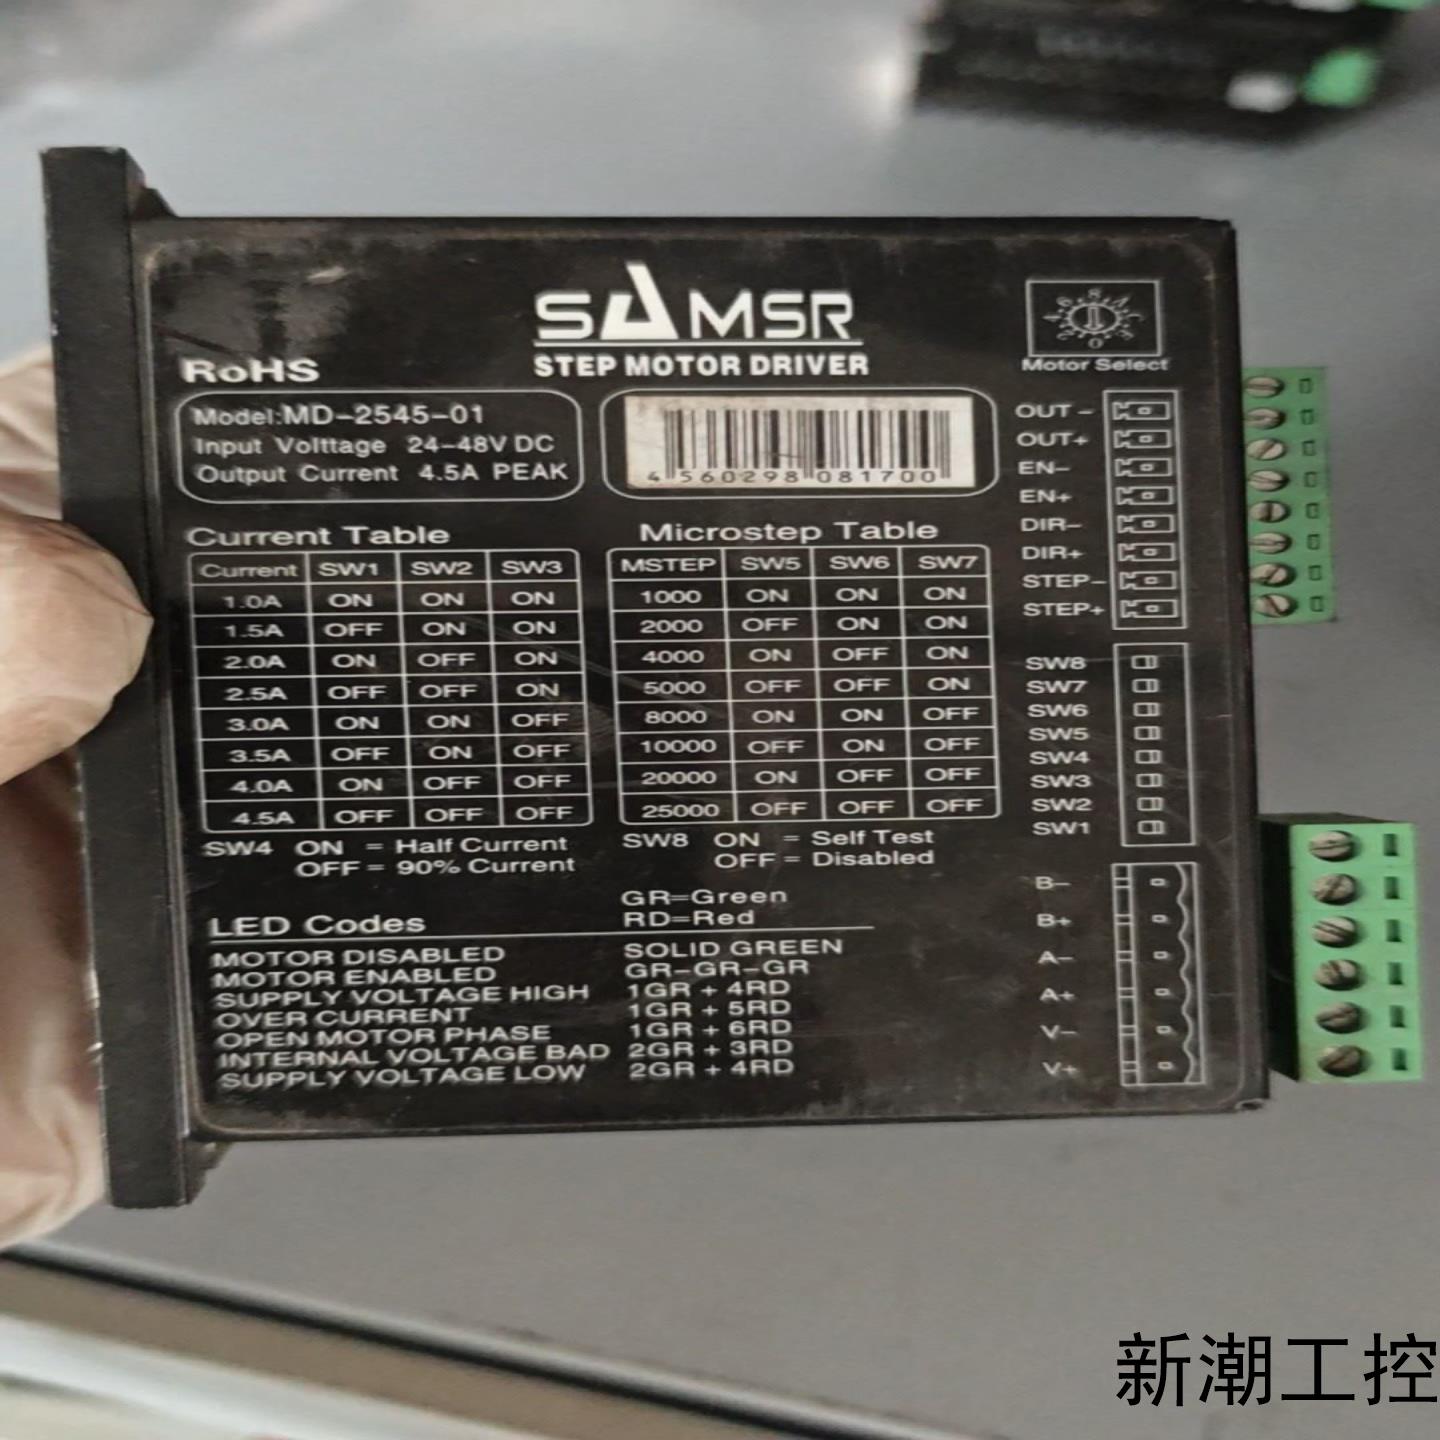 SAMSR
STEP MOTOR DRIVER
RoHS
Model:MD-2545-01
Input Volttage 24-48V DC
Output Current 4.5A PEAK
4 560298 081700
Motor Select
OUT-
OUT+
EN-
EN+
DIR-
DIR+
STEP-
STEP+
SW8
SW7
SW6
SW5
SW4
SW3
SW2
SW1
B-
B+
A-
A+
V-
V+
Current Table
Current SW1 SW2 SW3
1.0A ON ON ON
1.5A OFF ON ON
2.0A ON OFF ON
2.5A OFF OFF ON
3.0A ON ON OFF
3.5A OFF ON OFF
4.0A ON OFF OFF
4.5A OFF OFF OFF
SW4 ON = Half Current
OFF = 90% Current
Microstep Table
MSTEP SW5 SW6 SW7
1000 ON ON ON
2000 OFF ON ON
4000 ON OFF ON
5000 OFF OFF ON
8000 ON ON OFF
10000 OFF ON OFF
20000 ON OFF OFF
25000 OFF OFF OFF
SW8 ON = Self Test
OFF = Disabled
GR=Green
RD=Red
LED Codes
MOTOR DISABLED SOLID GREEN
MOTOR ENABLED GR-GR-GR
SUPPLY VOLTAGE HIGH 1GR + 4RD
OVER CURRENT 1GR + 5RD
OPEN MOTOR PHASE 1GR + 6RD
INTERNAL VOLTAGE BAD 2GR + 3RD
SUPPLY VOLTAGE LOW 2GR + 4RD
新潮工控